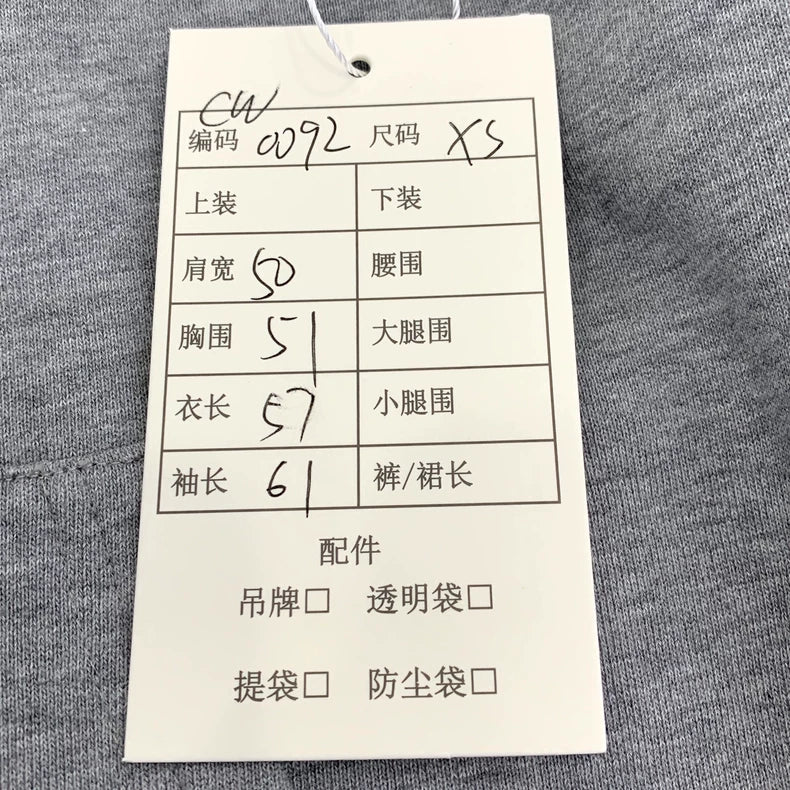 CW
编码 0092 尺码 XS
上装 下装
肩宽 50 腰围
胸围 51 大腿围
衣长 57 小腿围
袖长 61 裤/裙长
配件
吊牌□ 透明袋□
提袋□ 防尘袋□